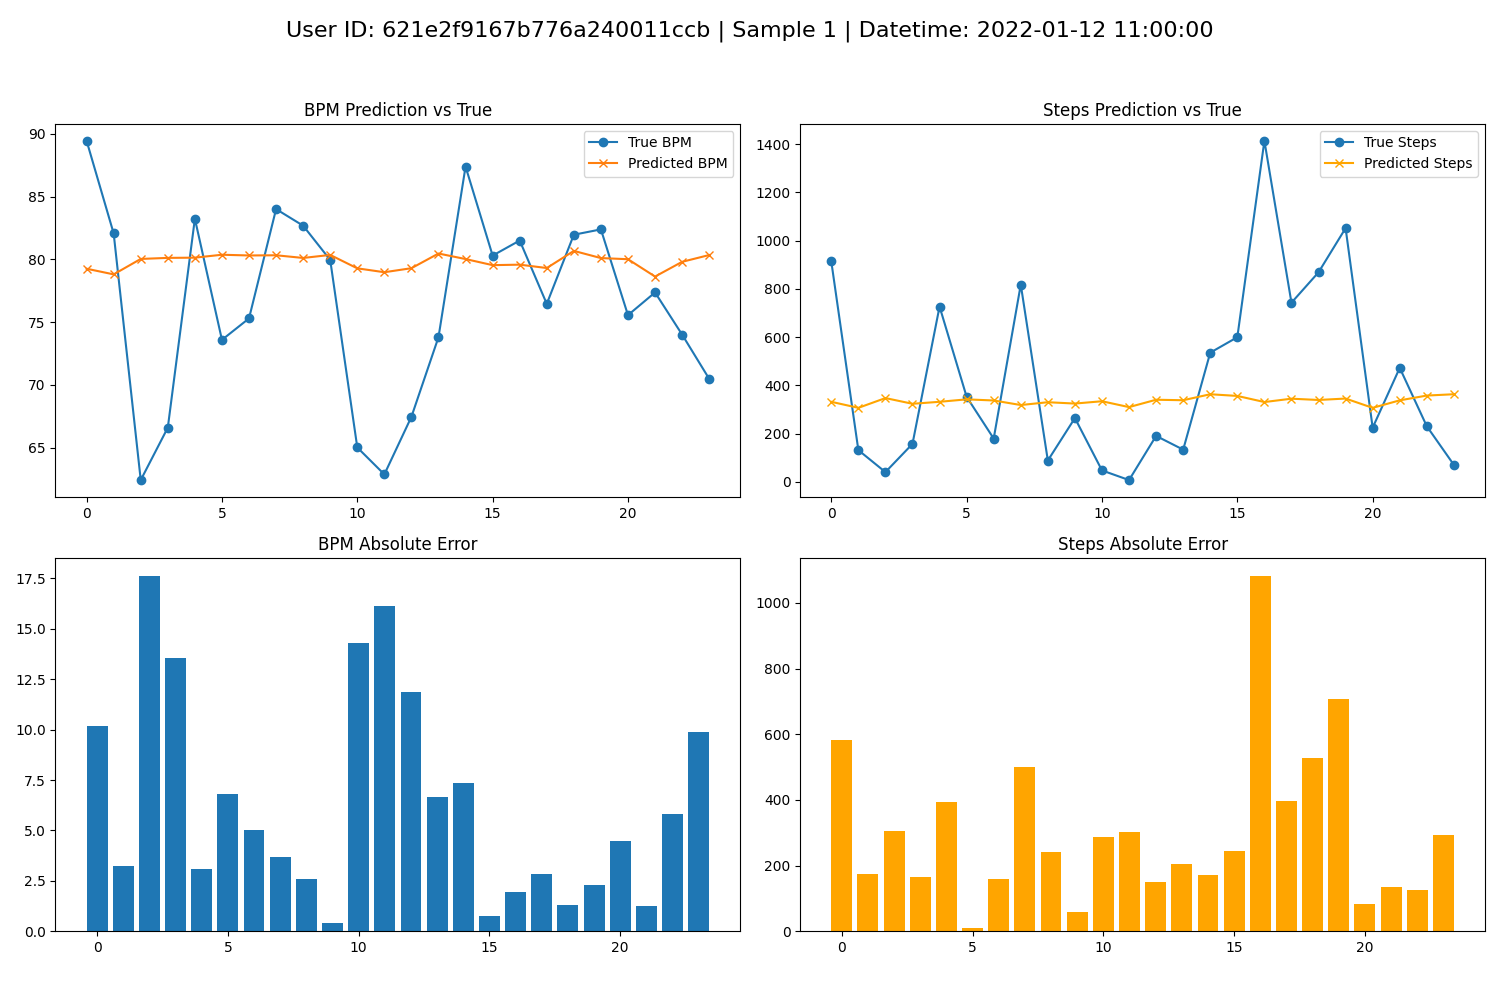 User ID: 621e2f9167b776a240011ccb | Sample 1 | Datetime: 2022-01-12 11:00:00
BPM Prediction vs True
True BPM
Predicted BPM
90
85
80
75
70
65
0 5 10 15 20
Steps Prediction vs True
True Steps
Predicted Steps
1400
1200
1000
800
600
400
200
0
0 5 10 15 20
BPM Absolute Error
17.5
15.0
12.5
10.0
7.5
5.0
2.5
0.0
0 5 10 15 20
Steps Absolute Error
1000
800
600
400
200
0
0 5 10 15 20